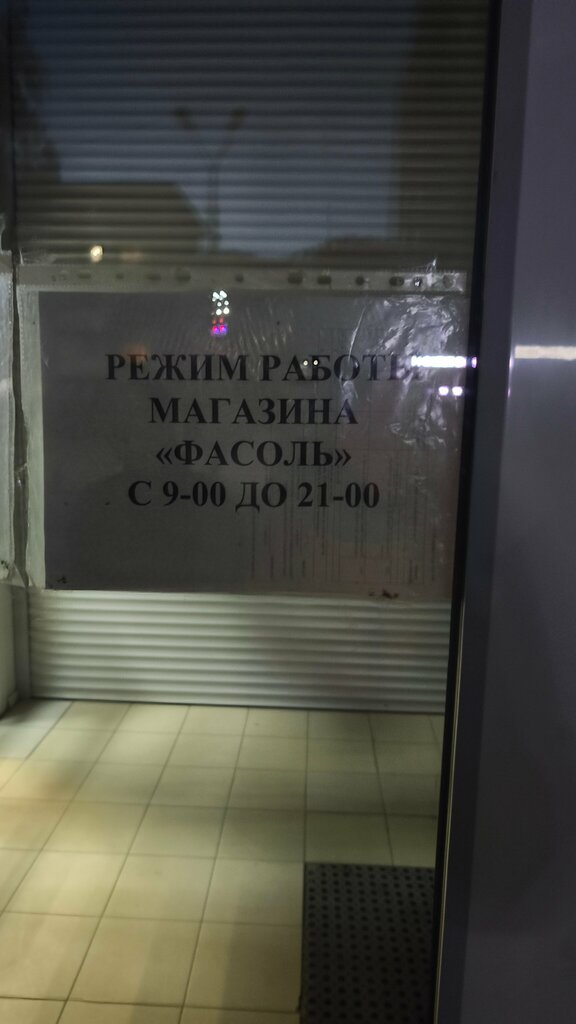 РЕЖИМ РАБОТЫ
МАГАЗИНА
«ФАСОЛЬ»
С 9-00 ДО 21-00